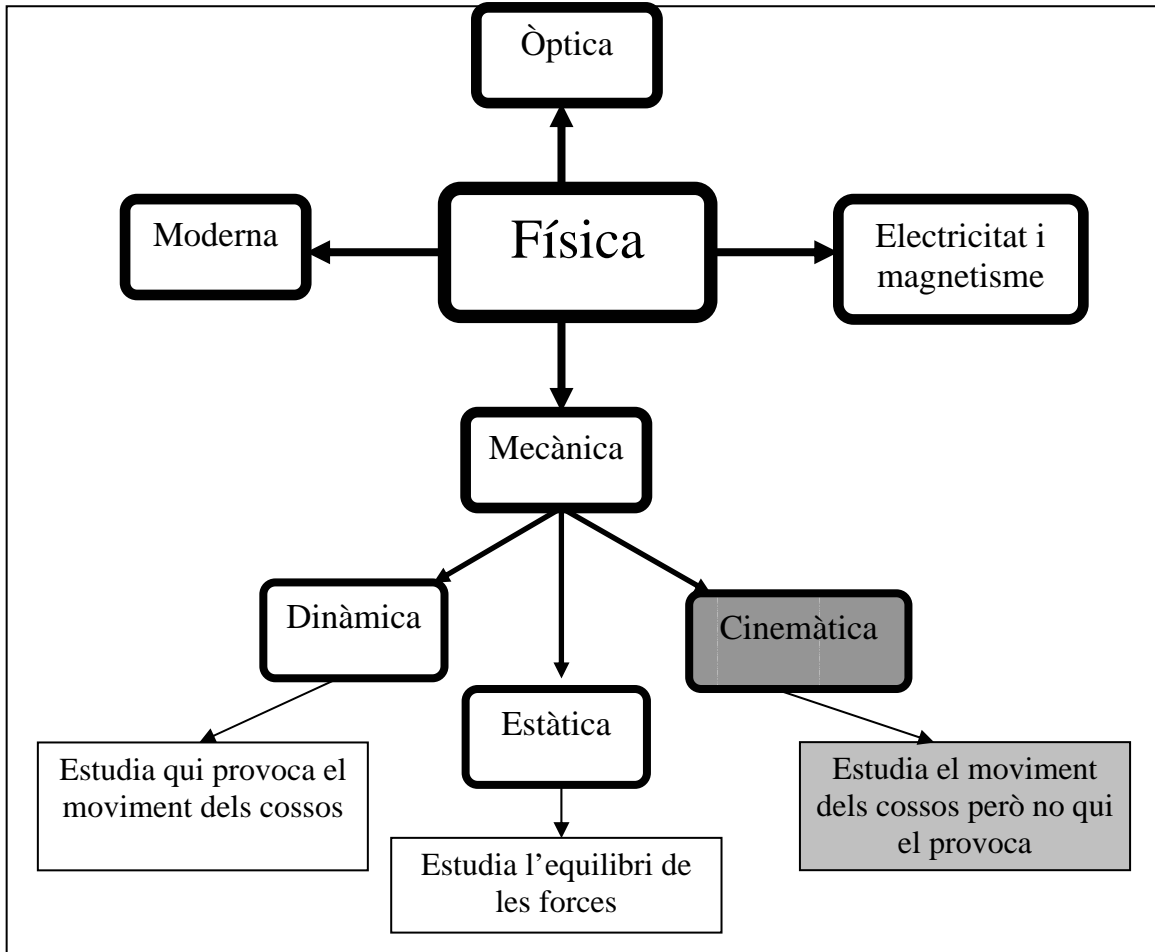 Òptica
Moderna
Física
Electricitat i
magnetisme
Mecànica
Dinàmica
Estàtica
Cinemàtica
Estudia qui provoca el
moviment dels cossos
Estudia l’equilibri de
les forces
Estudia el moviment
dels cossos però no qui
el provoca